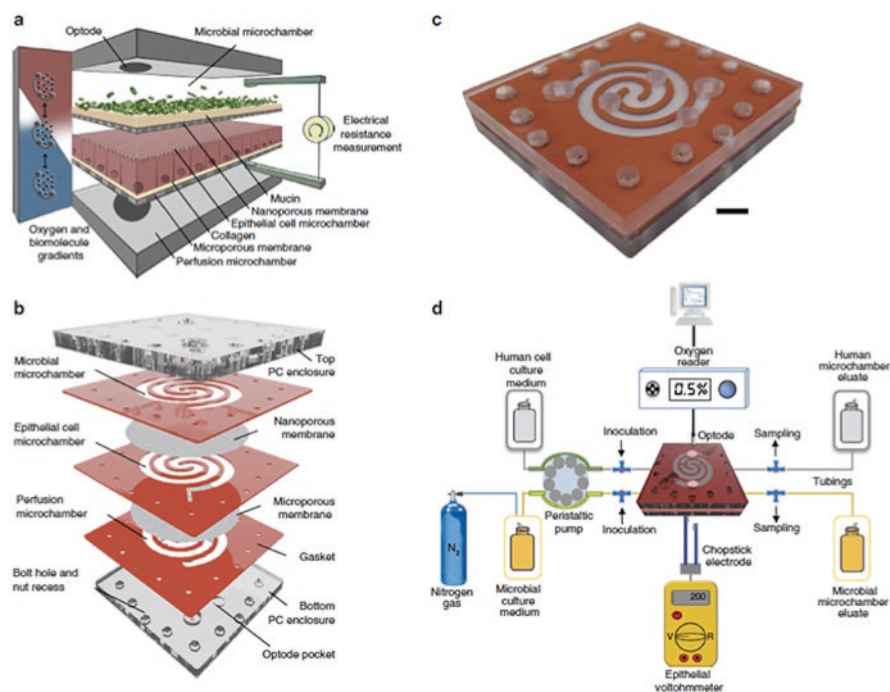 a
Optode
Microbial microchamber
Electrical
resistance
measurement
Mucin
Nanoporous membrane
Epithelial cell microchamber
Collagen
Microporous membrane
Perfusion microchamber
Oxygen and
biomolecule
gradients
b
Top
PC enclosure
Microbial
microchamber
Nanoporous
membrane
Epithelial cell
microchamber
Microporous
membrane
Perfusion
microchamber
Gasket
Bolt hole and
nut recess
Bottom
PC enclosure
Optode pocket
c
d
Oxygen
reader
0.5%
Human cell
culture
medium
Human
microchamber
eluate
Inoculation
Optode
Sampling
Tubings
Peristaltic
pump
Inoculation
Sampling
N2
Nitrogen
gas
Microbial
culture
medium
Chopstick
electrode
Microbial
microchamber
eluate
200
V
R
Epithelial
voltohmmeter